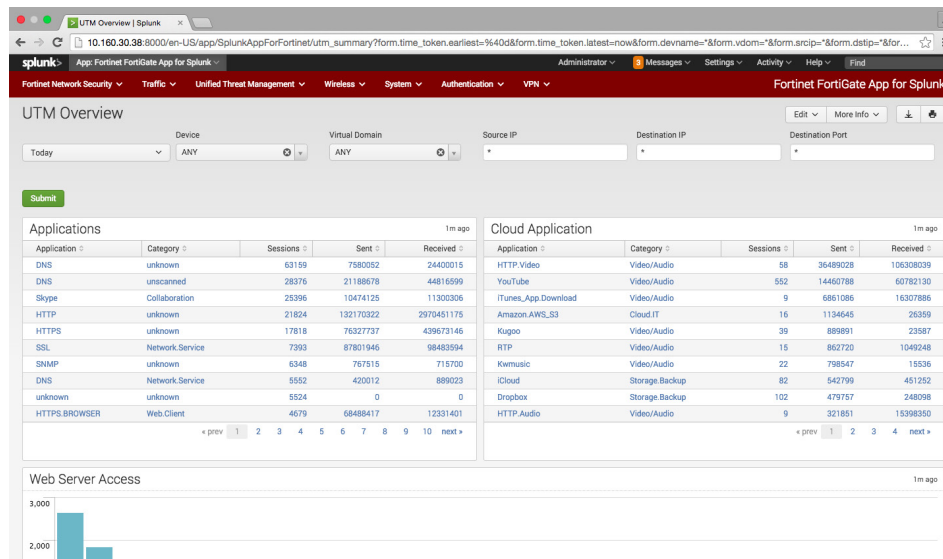 UTM Overview | Splunk
10.160.30.38:8000/en-US/app/SplunkAppForFortinet/utm_summary?form.time_token.earliest=%40d&form.time_token.latest=now&form.devname=*&form.vdom=*&form.srcip=*&form.dstip=*&for...
splunk> App: Fortinet FortiGate App for Splunk Administrator 3 Messages Settings Activity Help Find
Fortinet Network Security Traffic Unified Threat Management Wireless System Authentication VPN Fortinet FortiGate App for Splunk
UTM Overview Edit More Info
Device Virtual Domain Source IP Destination IP Destination Port
Today ANY ANY * * *
Submit
Applications 1m ago
Application Category Sessions Sent Received
DNS unknown 63159 7580052 24400015
DNS unscanned 28376 21188678 44816599
Skype Collaboration 25396 10474125 11300306
HTTP unknown 21824 132170322 2970451175
HTTPS unknown 17818 76327737 439673146
SSL Network.Service 7393 87801946 98483594
SNMP unknown 6348 767515 715700
DNS Network.Service 5552 420012 889023
unknown unknown 5524 0 0
HTTPS.BROWSER Web.Client 4679 68488417 12331401
« prev 1 2 3 4 5 6 7 8 9 10 next »
Cloud Application 1m ago
Application Category Sessions Sent Received
HTTP.Video Video/Audio 58 36489028 106308039
YouTube Video/Audio 552 14460788 60782130
iTunes_App.Download Video/Audio 9 6861086 16307886
Amazon.AWS_S3 Cloud.IT 16 1134645 26359
Kugoo Video/Audio 39 889891 23587
RTP Video/Audio 15 862720 1049248
Kwmusic Video/Audio 22 798547 15536
iCloud Storage.Backup 82 542799 451252
Dropbox Storage.Backup 102 479757 248098
HTTP.Audio Video/Audio 9 321851 15398350
« prev 1 2 3 4 next »
Web Server Access 1m ago
3,000
2,000